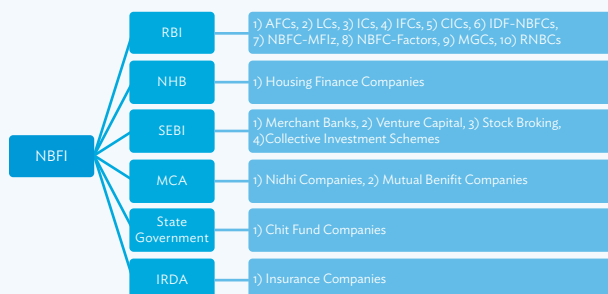 NBFI
RBI
1) AFCs, 2) LCs, 3) ICs, 4) IFCs, 5) CICs, 6) IDF-NBFCs,
7) NBFC-MFIz, 8) NBFC-Factors, 9) MGCs, 10) RNBCs
NHB
1) Housing Finance Companies
SEBI
1) Merchant Banks, 2) Venture Capital, 3) Stock Broking,
4)Collective Investment Schemes
MCA
1) Nidhi Companies, 2) Mutual Benifit Companies
State
Government
1) Chit Fund Companies
IRDA
1) Insurance Companies